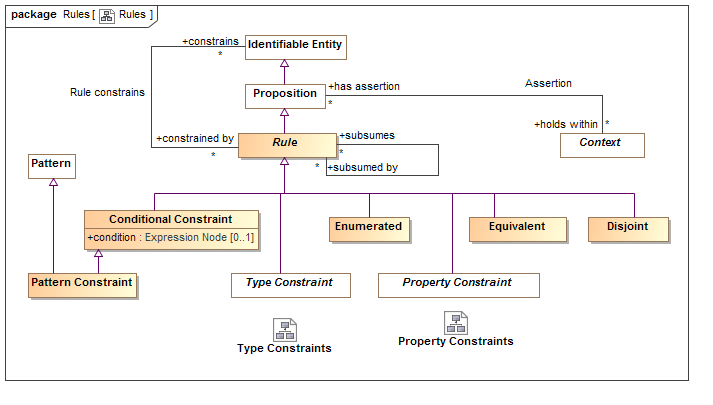 package Rules [ Rules ]
+constrains
*
Identifiable Entity
Rule constrains
Proposition
+has assertion
*
Assertion
+holds within
*
Context
+constrained by
*
Rule
+subsumes
*
*
+subsumed by
Pattern
Conditional Constraint
+condition : Expression Node [0..1]
Enumerated
Equivalent
Disjoint
Pattern Constraint
Type Constraint
Property Constraint
Type Constraints
Property Constraints